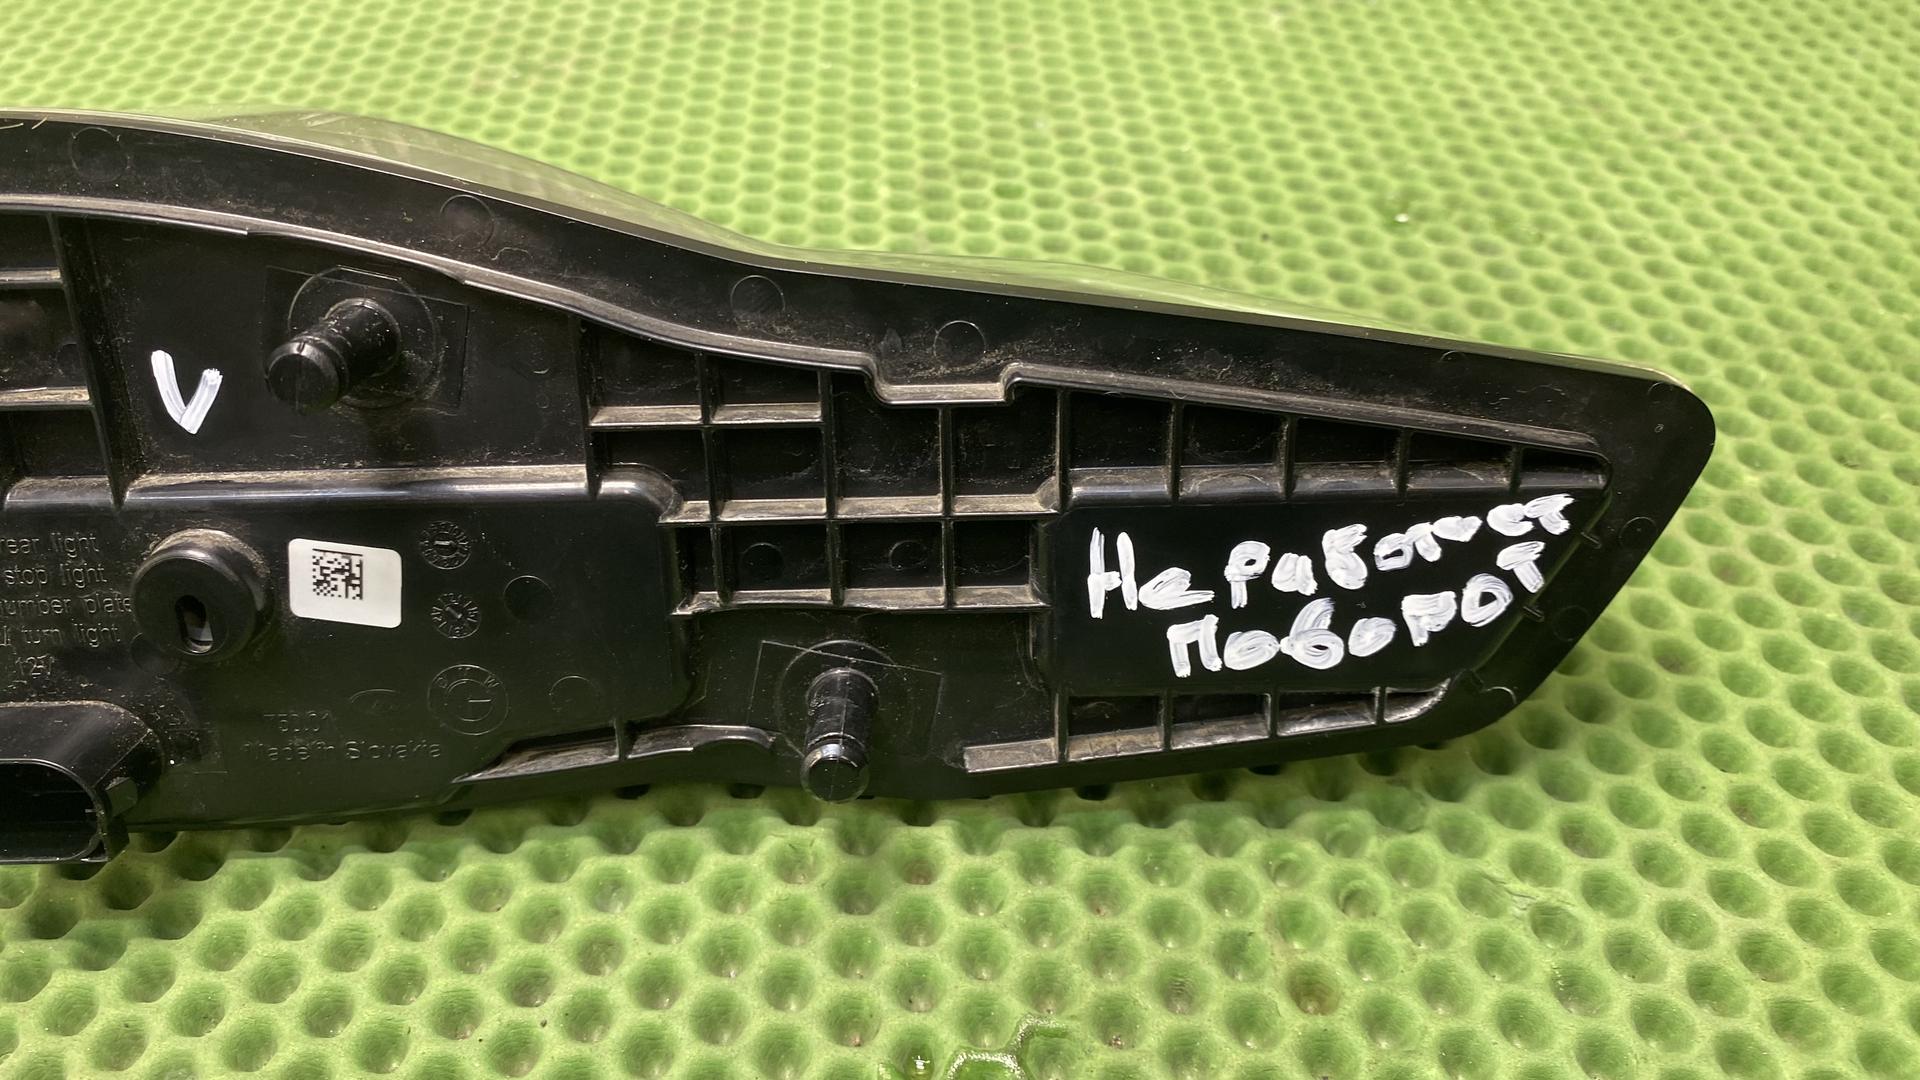 V
rear light
stop light
number plate
turn light
12V
Made in Slovakia
Не работает
Поворот